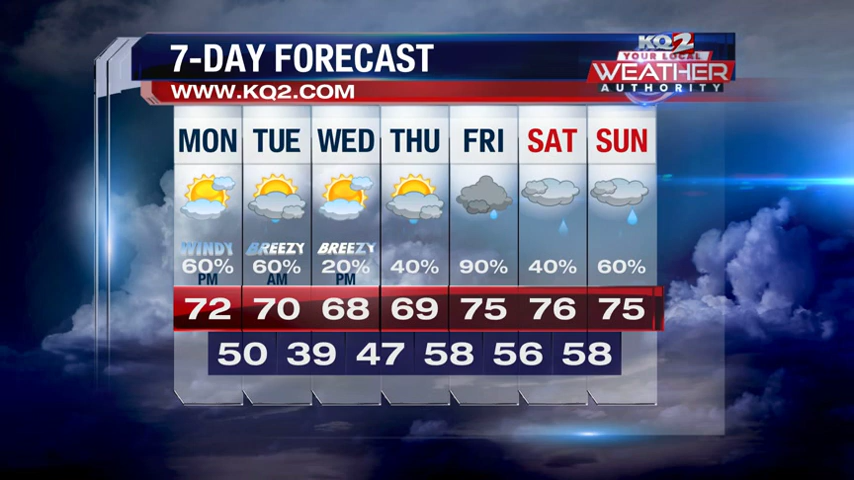 7-DAY FORECAST
KQ2
YOUR LOCAL
WEATHER
AUTHORITY
WWW.KQ2.COM
MON TUE WED THU FRI SAT SUN
WINDY BREEZY BREEZY
60% 60% 20% 40% 90% 40% 60%
PM AM PM
72 70 68 69 75 76 75
50 39 47 58 56 58